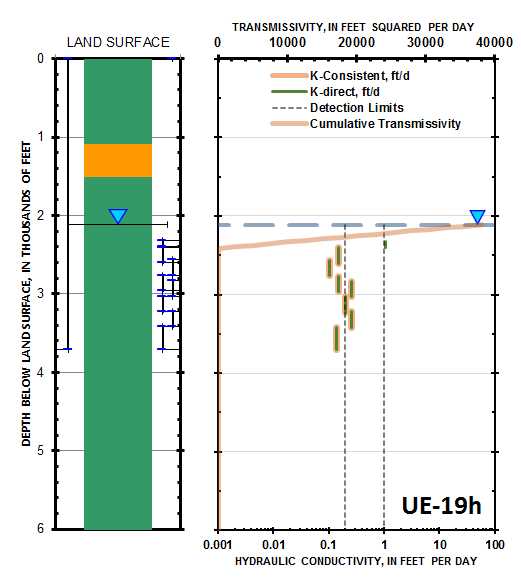 TRANSMISSIVITY, IN FEET SQUARED PER DAY
LAND SURFACE
0 10000 20000 30000 40000
K-Consistent, ft/d
K-direct, ft/d
Detection Limits
Cumulative Transmissivity
DEPTH BELOW LAND SURFACE, IN THOUSANDS OF FEET
0
1
2
3
4
5
6
UE-19h
0.001 0.01 0.1 1 10 100
HYDRAULIC CONDUCTIVITY, IN FEET PER DAY